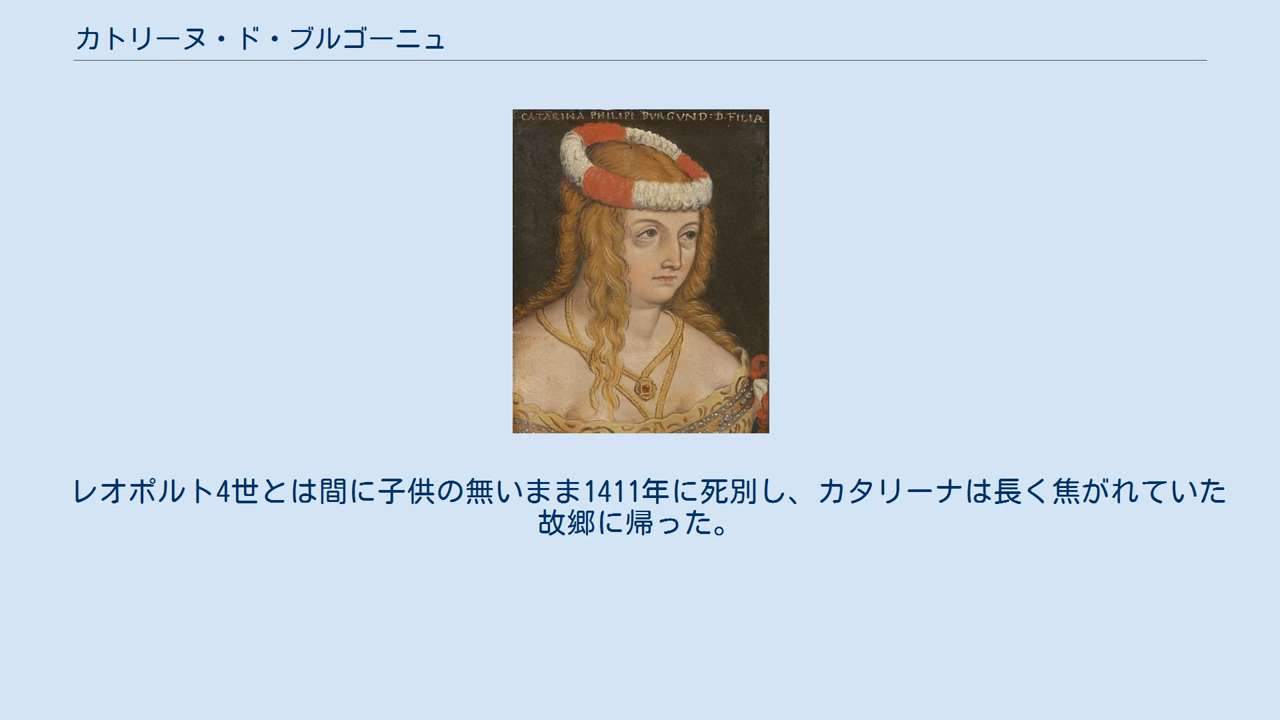 カトリーヌ・ド・ブルゴーニュ
CATARINA PHILIPI BVRGVND: D. FILIA
レオポルト4世とは間に子供の無いまま1411年に死別し、カタリーナは長く焦がれていた
故郷に帰った。